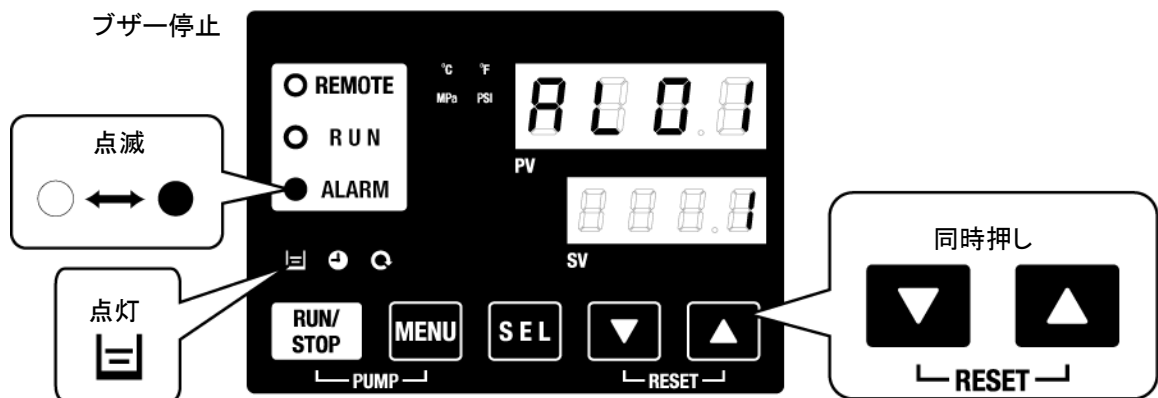 ブザー停止
REMOTE
RUN
ALARM
点滅
°C °F
MPa PSI
AL01
PV
1
SV
点灯
RUN/
STOP
MENU
SEL
PUMP
RESET
同時押し
RESET